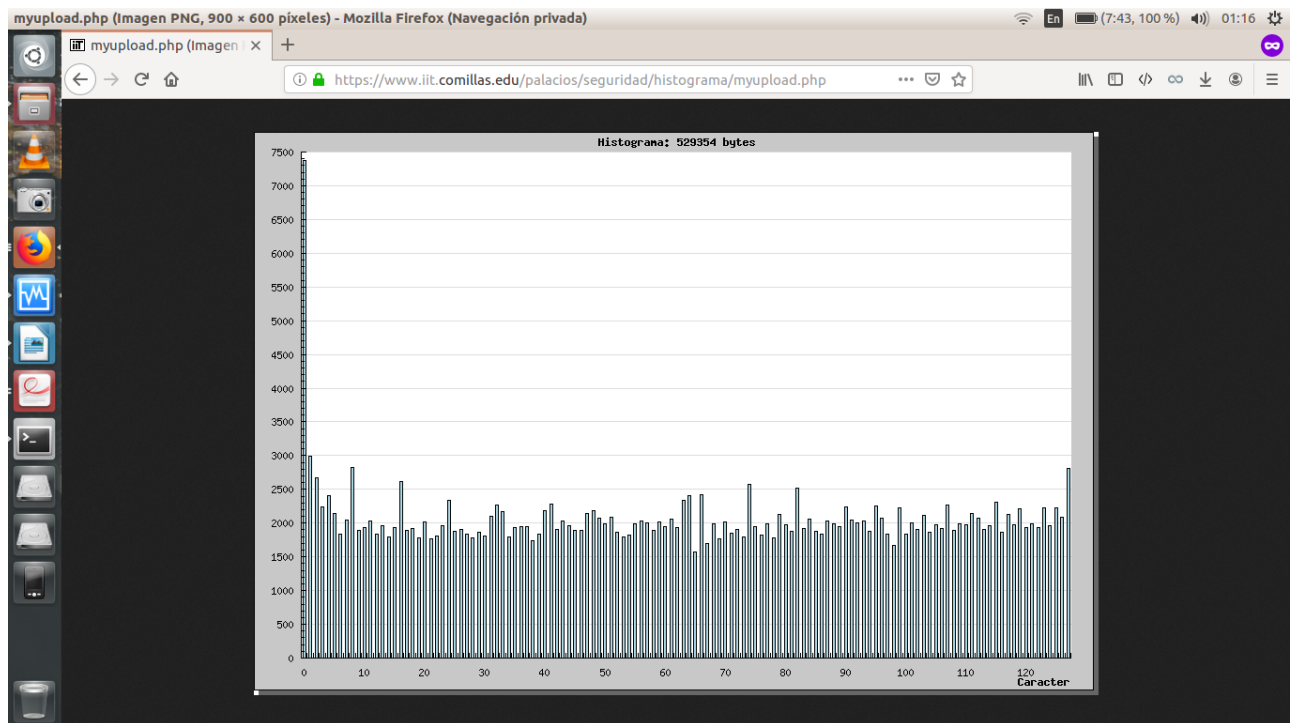 myupload.php (Imagen PNG, 900 × 600 píxeles) - Mozilla Firefox (Navegación privada)
En
(7:43, 100 %)
01:16
iiT
myupload.php (Imagen
https://www.iit.comillas.edu/palacios/seguridad/histograma/myupload.php
Histograma: 529354 bytes
7500
7000
6500
6000
5500
5000
4500
4000
3500
3000
2500
2000
1500
1000
500
0
0 10 20 30 40 50 60 70 80 90 100 110 120
Caracter